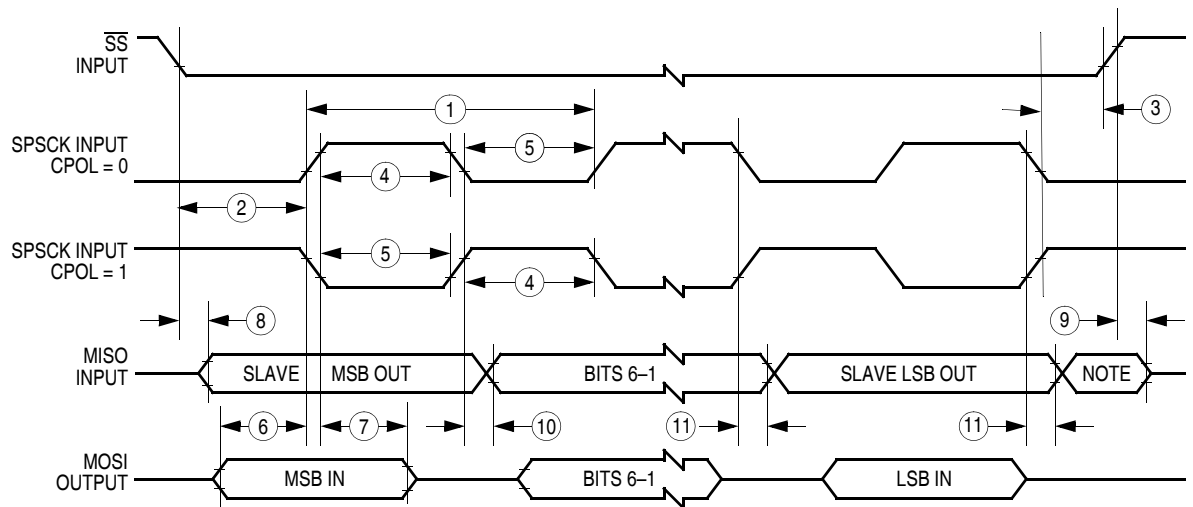 SS
INPUT
1
3
SPSCK INPUT
CPOL = 0
5
4
2
SPSCK INPUT
CPOL = 1
5
4
8
9
MISO
INPUT
SLAVE MSB OUT
BITS 6–1
SLAVE LSB OUT
NOTE
6
7
10
11
11
MOSI
OUTPUT
MSB IN
BITS 6–1
LSB IN